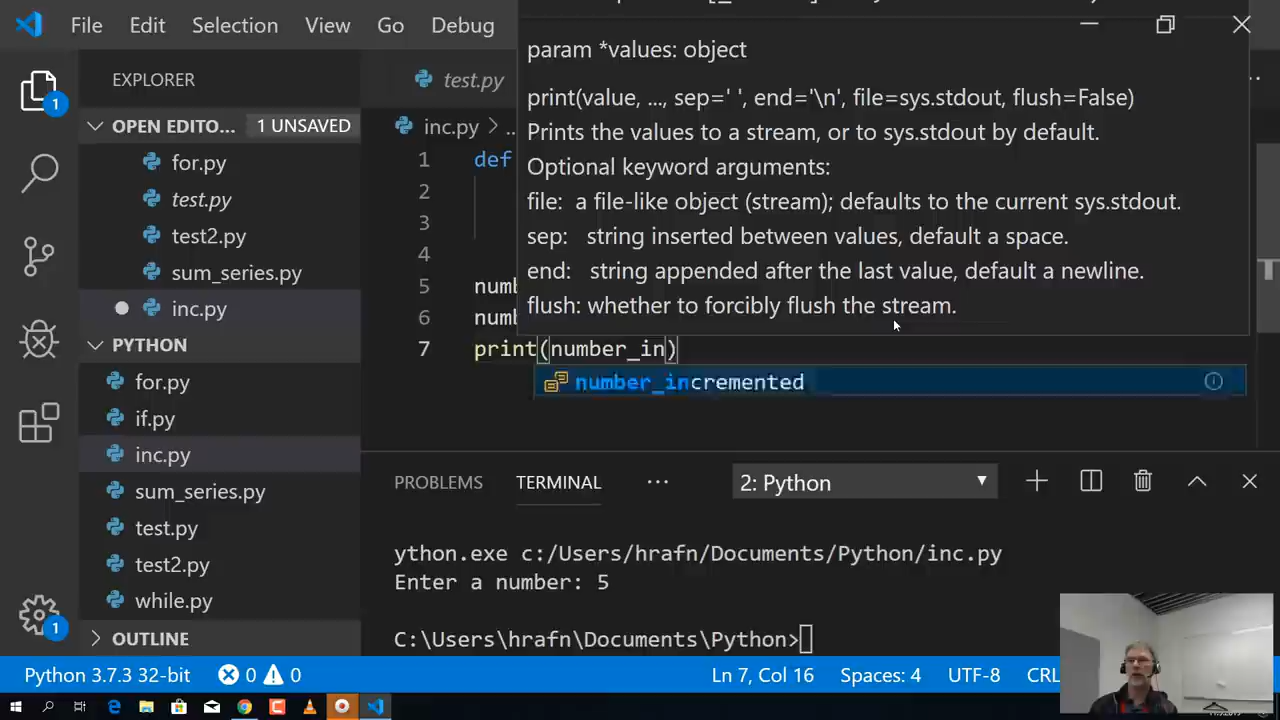 File Edit Selection View Go Debug
param *values: object
print(value, ..., sep=' ', end='\n', file=sys.stdout, flush=False)
Prints the values to a stream, or to sys.stdout by default.
Optional keyword arguments:
file: a file-like object (stream); defaults to the current sys.stdout.
sep: string inserted between values, default a space.
end: string appended after the last value, default a newline.
flush: whether to forcibly flush the stream.
EXPLORER
OPEN EDITO... 1 UNSAVED
for.py
test.py
test2.py
sum_series.py
inc.py
PYTHON
for.py
if.py
inc.py
sum_series.py
test.py
test2.py
while.py
OUTLINE
1
1
test.py
inc.py > ..
1 def
2
3
4
5 numb
6 numb
7 print(number_in)
number_incremented
PROBLEMS TERMINAL ... 2: Python
ython.exe c:/Users/hrafn/Documents/Python/inc.py
Enter a number: 5
C:\Users\hrafn\Documents\Python>
Python 3.7.3 32-bit 0 0 Ln 7, Col 16 Spaces: 4 UTF-8 CRL